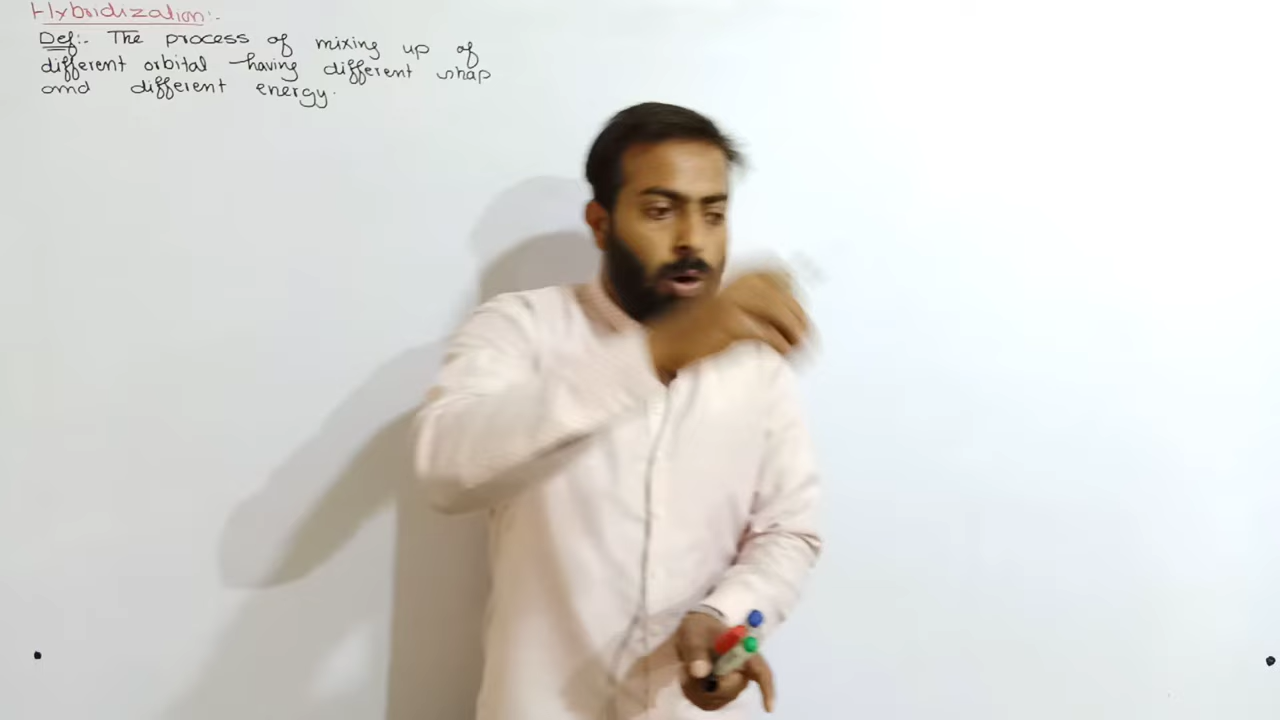 Hybridization:-
Def:- The process of mixing up of
different orbital having different shap
and different energy.